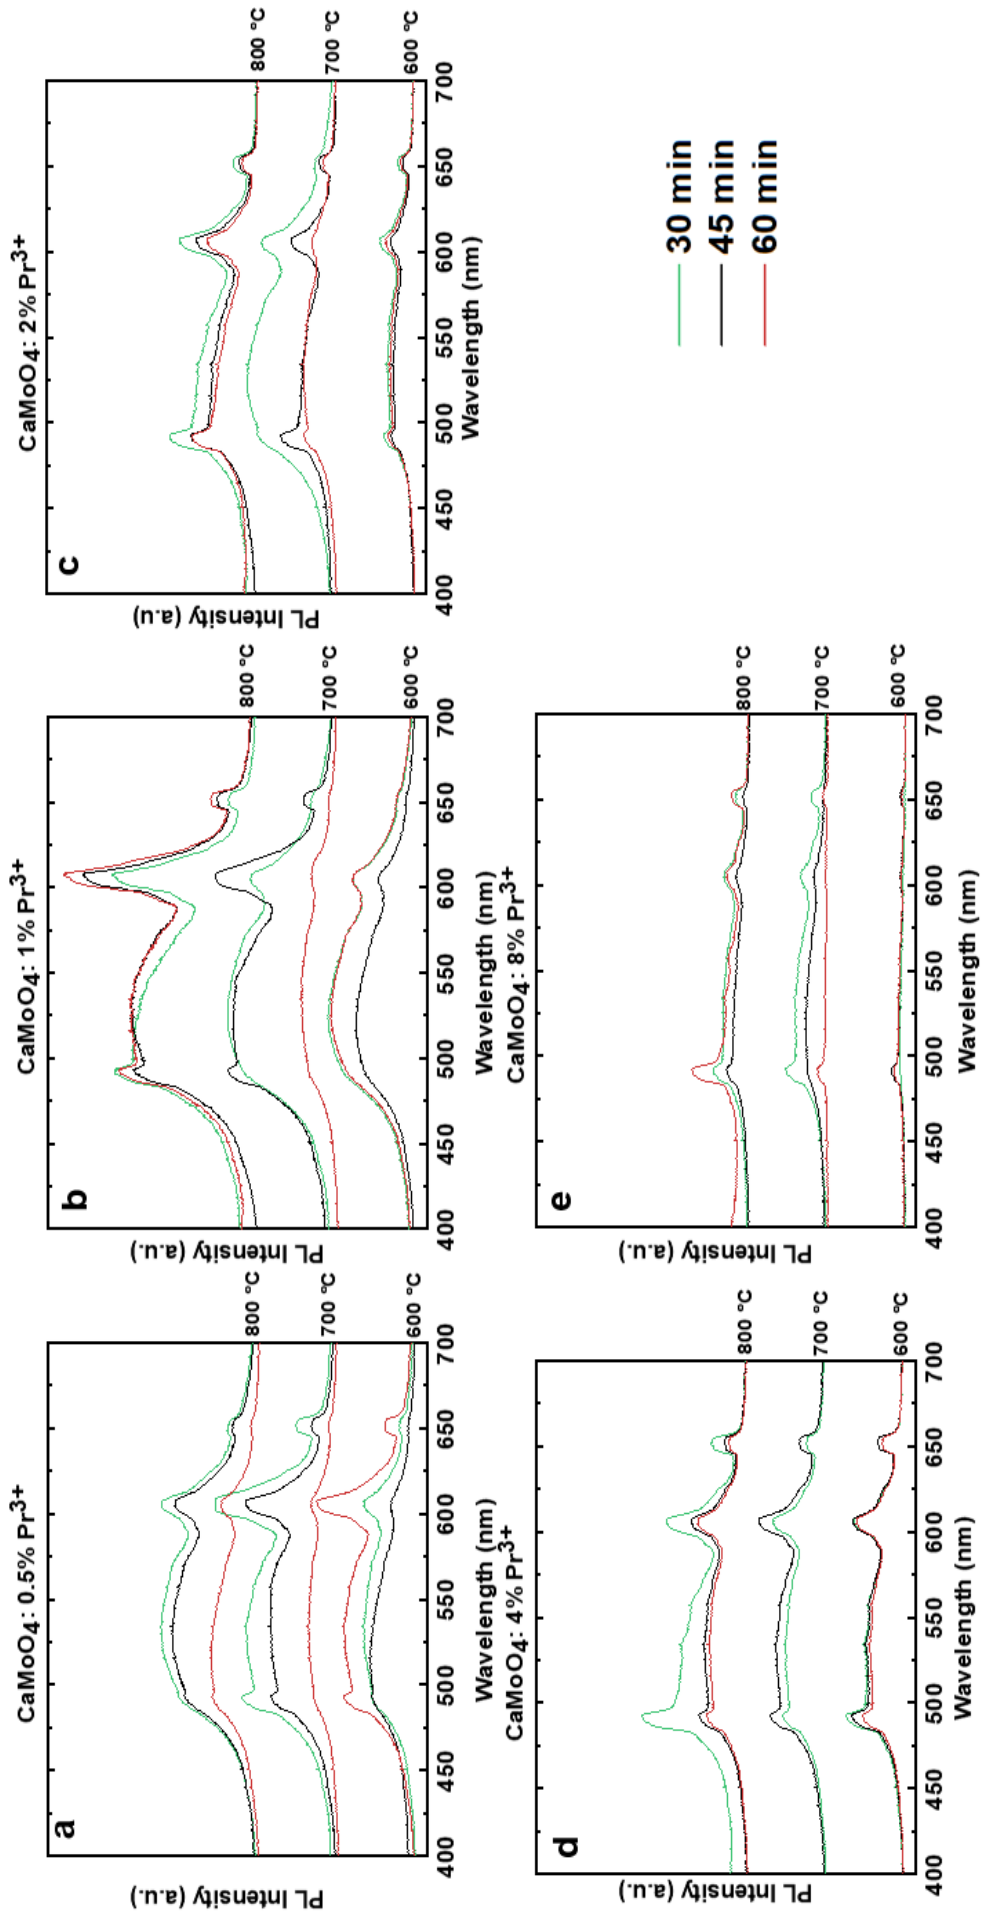 a
CaMoO4: 0.5% Pr3+
PL Intensity (a.u.)
800 °C
700 °C
600 °C
400 450 500 550 600 650 700
Wavelength (nm)
b
CaMoO4: 1% Pr3+
PL Intensity (a.u.)
800 °C
700 °C
600 °C
400 450 500 550 600 650 700
Wavelength (nm)
c
CaMoO4: 2% Pr3+
PL Intensity (a.u)
800 °C
700 °C
600 °C
400 450 500 550 600 650 700
Wavelength (nm)
d
CaMoO4: 4% Pr3+
PL Intensity (a.u.)
800 °C
700 °C
600 °C
400 450 500 550 600 650 700
Wavelength (nm)
e
CaMoO4: 8% Pr3+
PL Intensity (a.u.)
800 °C
700 °C
600 °C
400 450 500 550 600 650 700
Wavelength (nm)
30 min
45 min
60 min